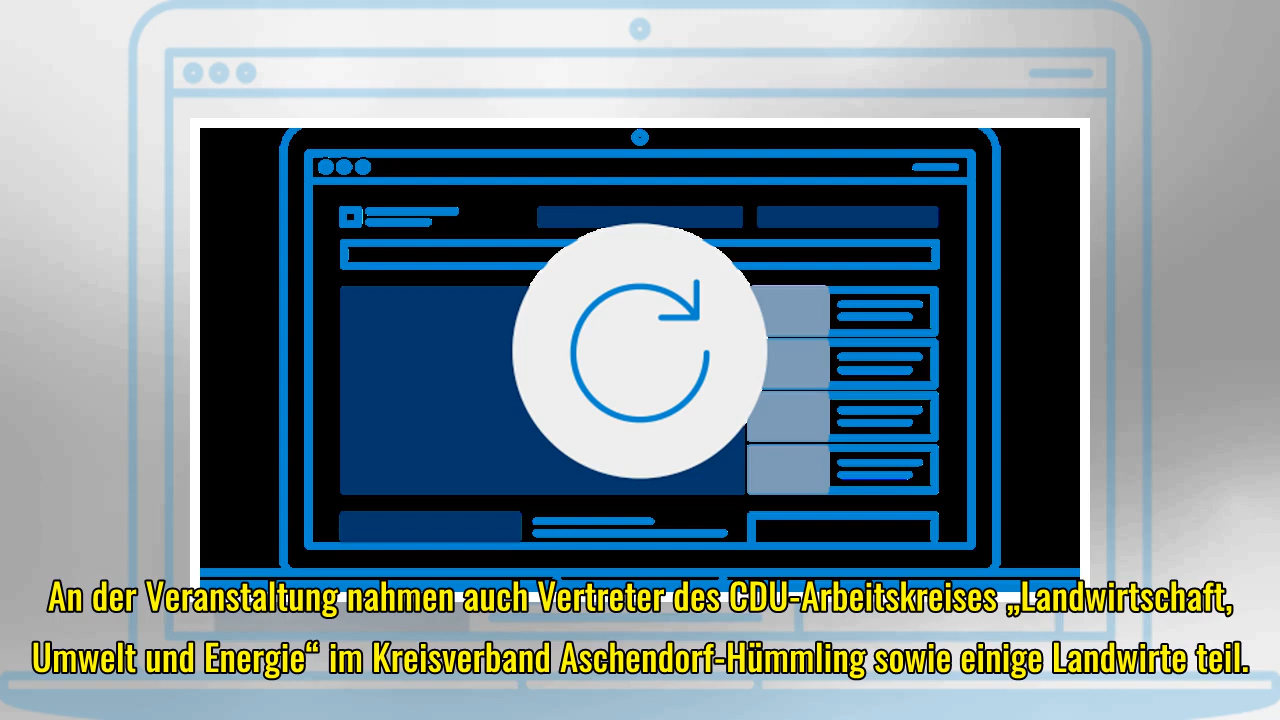 An der Veranstaltung nahmen auch Vertreter des CDU-Arbeitskreises „Landwirtschaft,
Umwelt und Energie“ im Kreisverband Aschendorf-Hümmling sowie einige Landwirte teil.